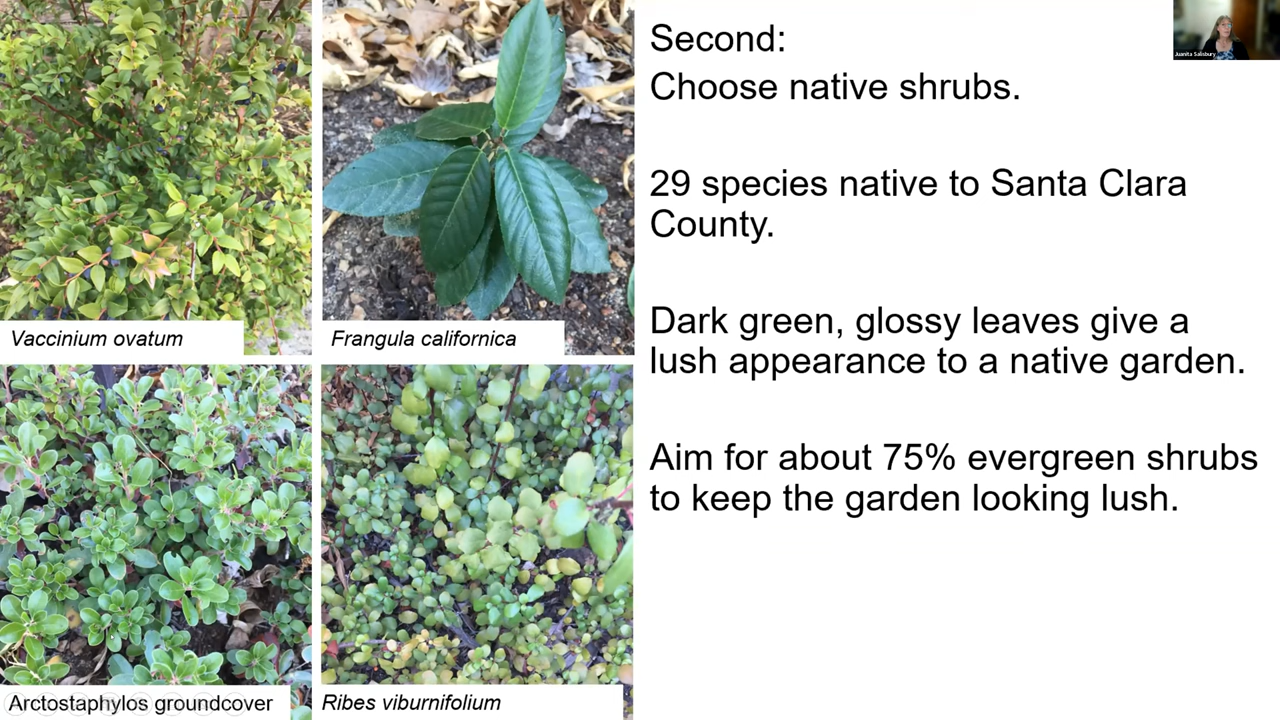 Second:
Choose native shrubs.
29 species native to Santa Clara
County.
Dark green, glossy leaves give a
lush appearance to a native garden.
Aim for about 75% evergreen shrubs
to keep the garden looking lush.
Vaccinium ovatum
Frangula californica
Arctostaphylos groundcover
Ribes viburnifolium
Juanita Salisbury